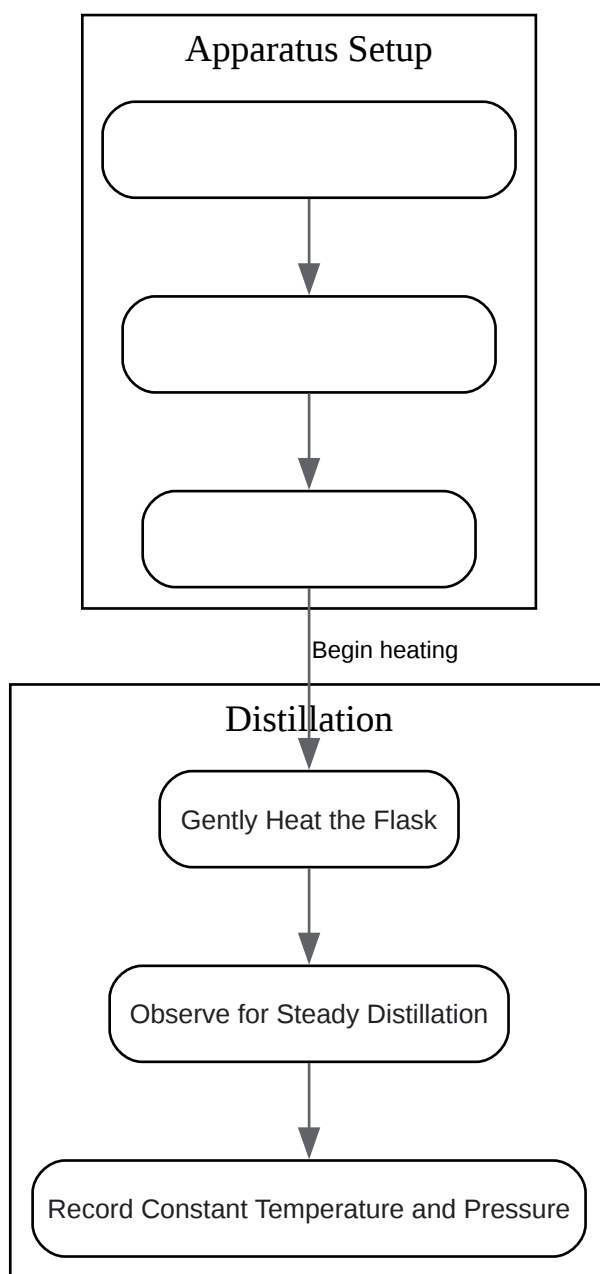 Apparatus Setup
Begin heating
Distillation
Gently Heat the Flask
Observe for Steady Distillation
Record Constant Temperature and Pressure